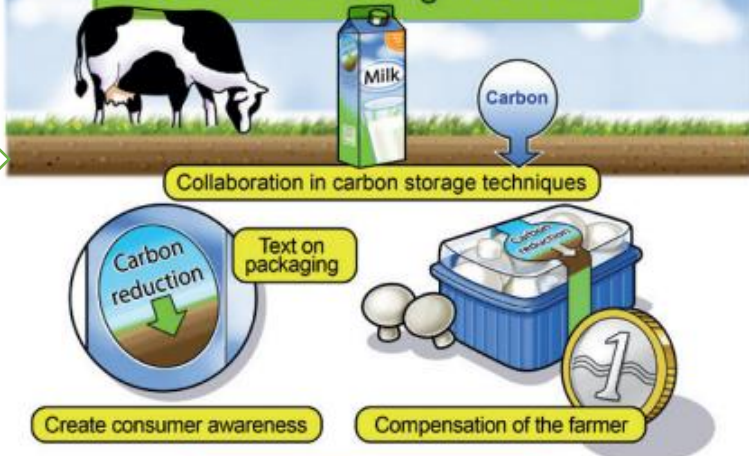 Milk
Carbon
Collaboration in carbon storage techniques
Carbon
reduction
Text on
packaging
Carbon
reduction
1
Create consumer awareness
Compensation of the farmer